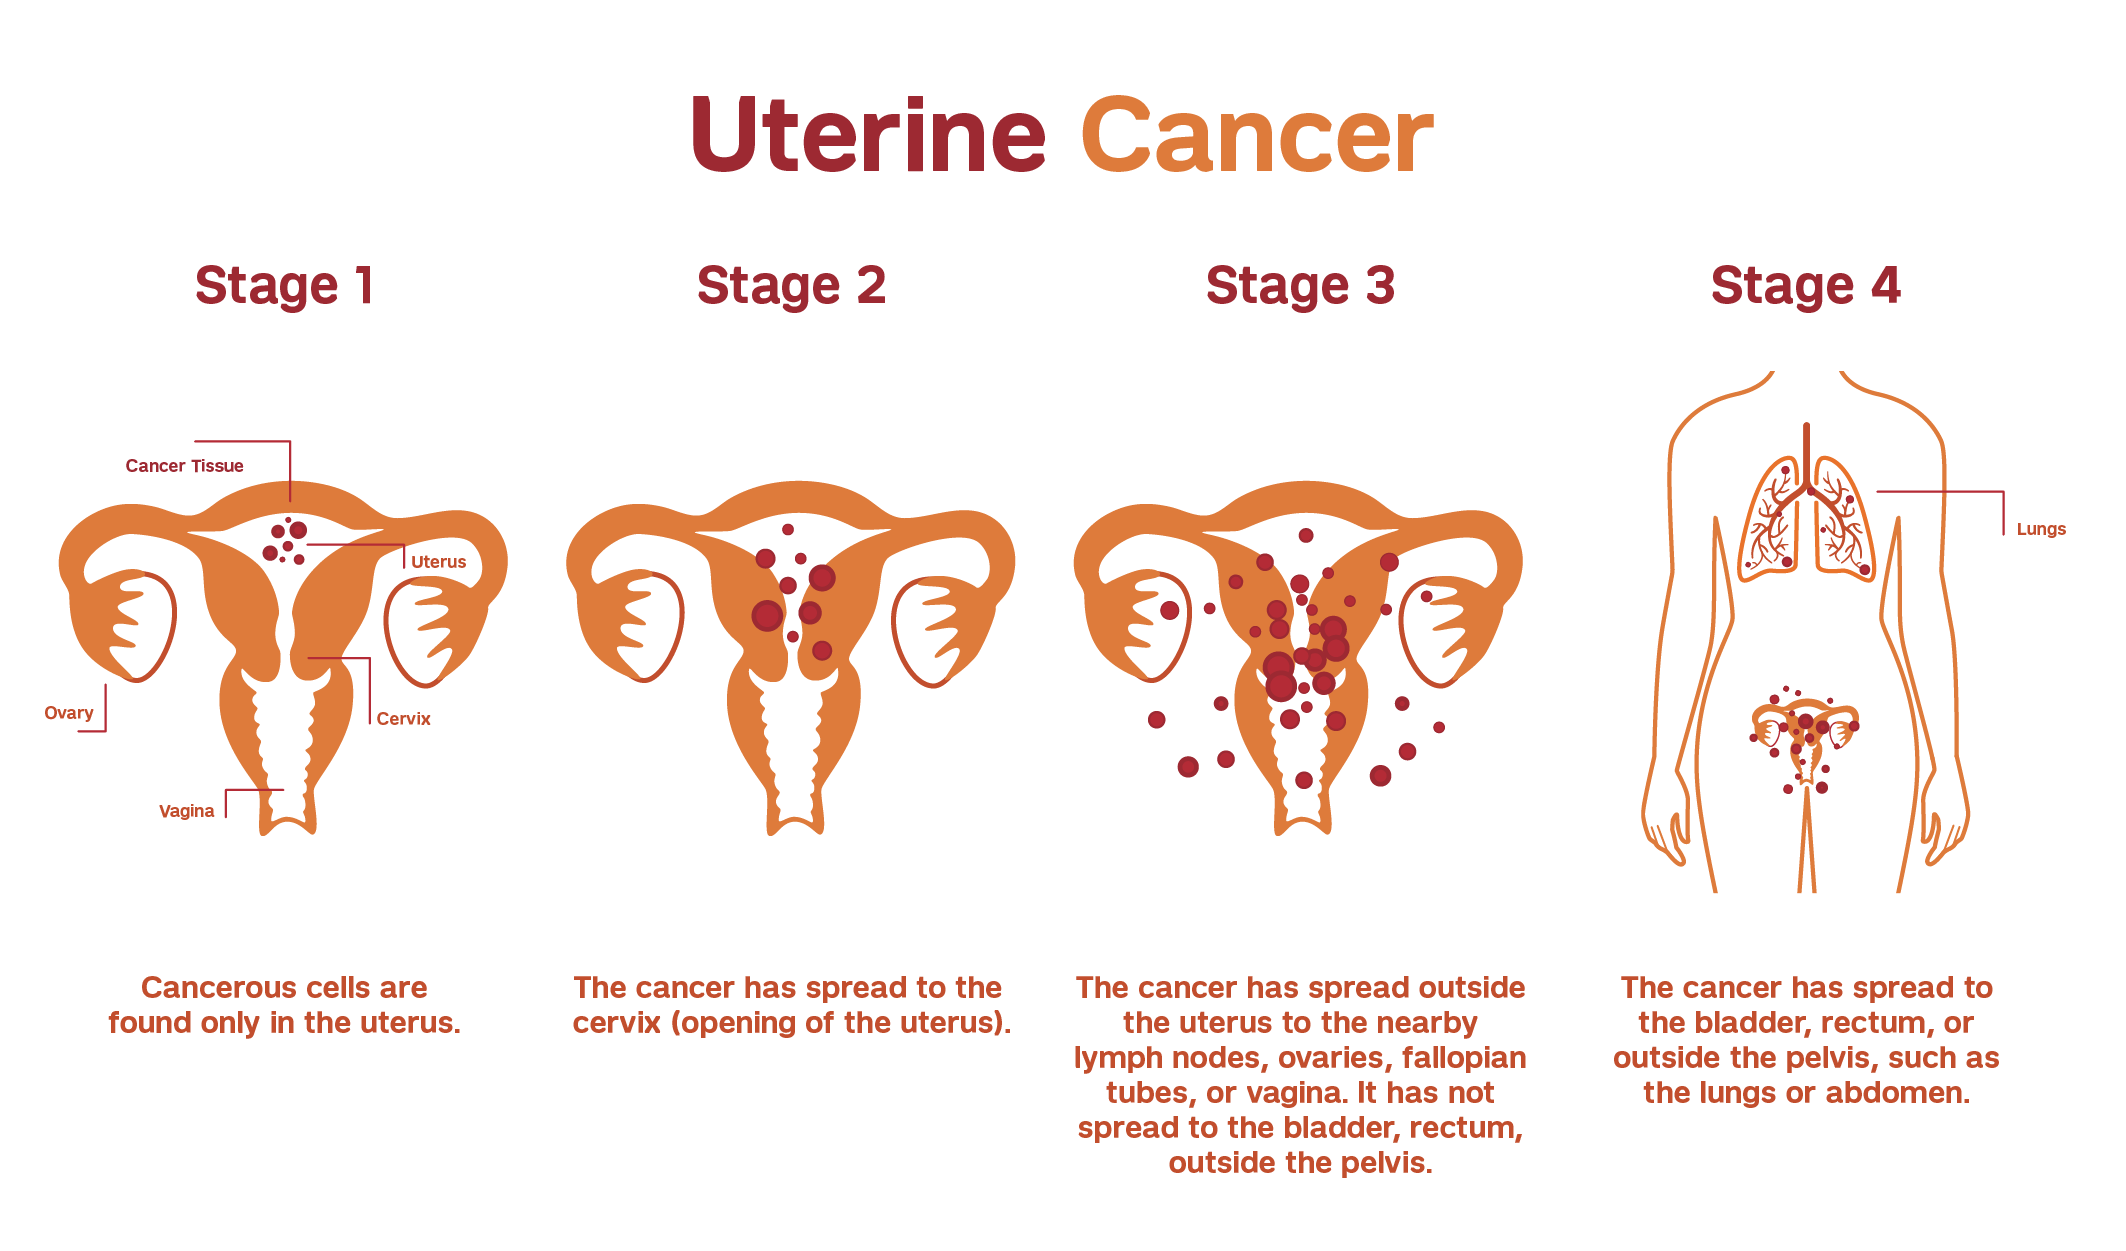 Uterine Cancer
Stage 1
Stage 2
Stage 3
Stage 4
Cancer Tissue
Uterus
Ovary
Cervix
Vagina
Lungs
Cancerous cells are
found only in the uterus.
The cancer has spread to the
cervix (opening of the uterus).
The cancer has spread outside
the uterus to the nearby
lymph nodes, ovaries, fallopian
tubes, or vagina. It has not
spread to the bladder, rectum,
outside the pelvis.
The cancer has spread to
the bladder, rectum, or
outside the pelvis, such as
the lungs or abdomen.